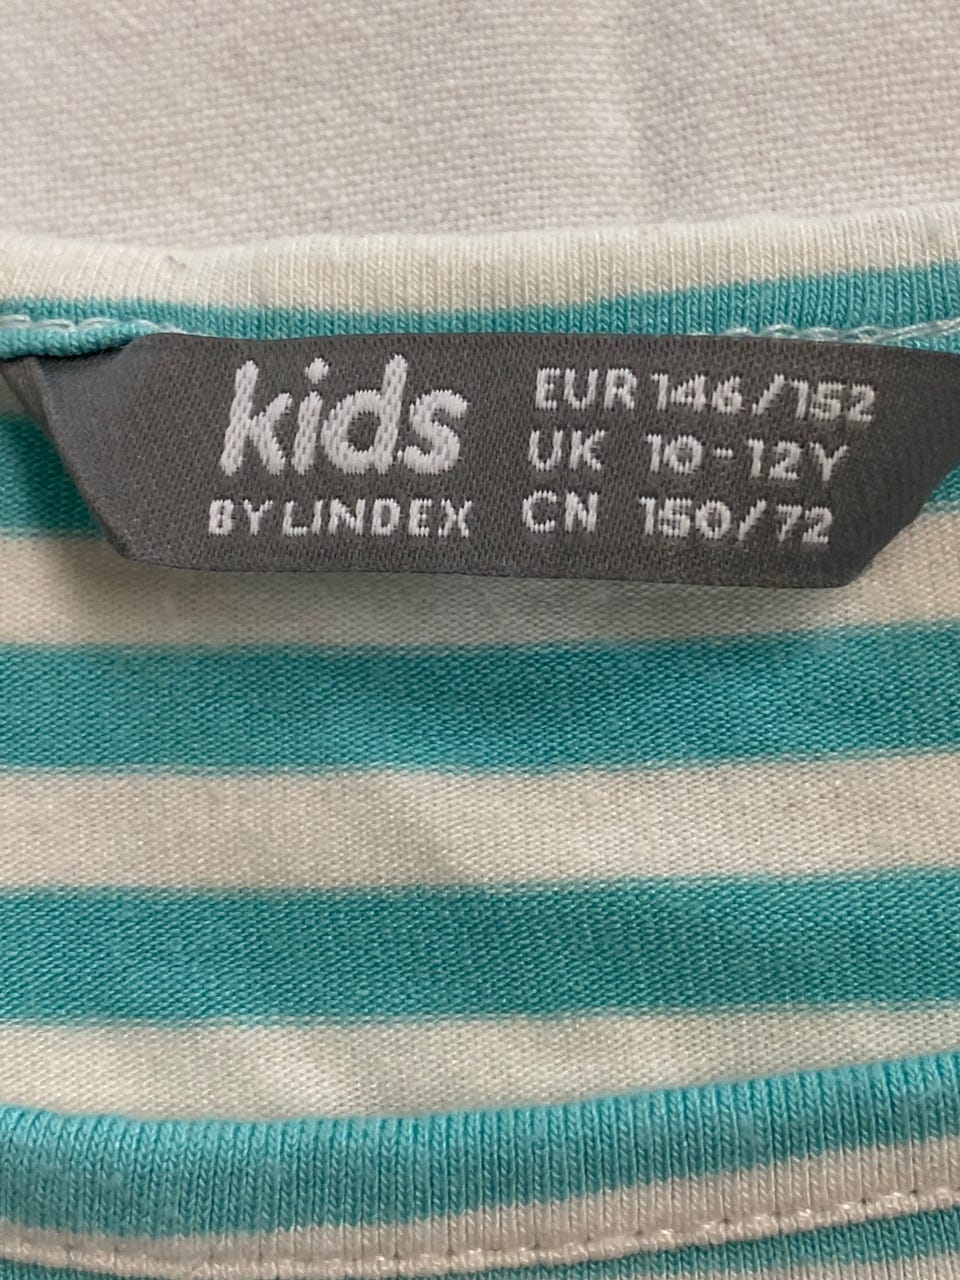 kids
BY LINDEX
EUR 146/152
UK 10-12Y
CN 150/72